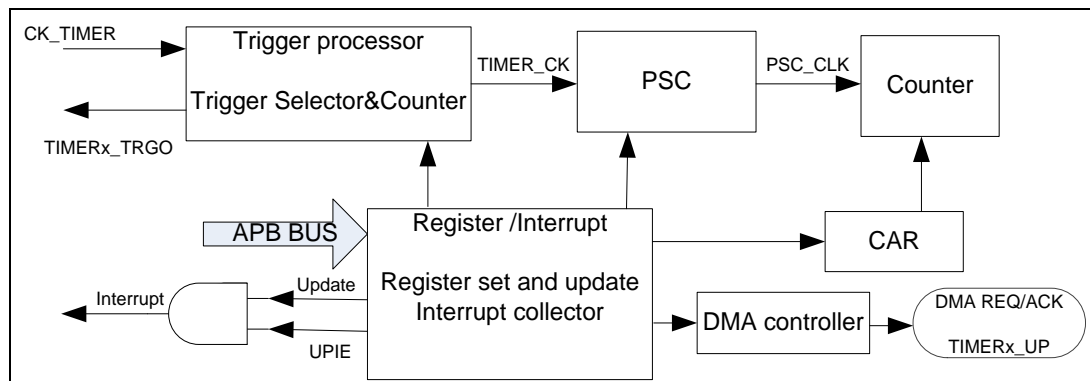 CK_TIMER
Trigger processor
Trigger Selector&Counter
TIMERx_TRGO
TIMER_CK
PSC
PSC_CLK
Counter
APB BUS
Register /Interrupt
Register set and update
Interrupt collector
CAR
Interrupt
Update
UPIE
DMA controller
DMA REQ/ACK
TIMERx_UP